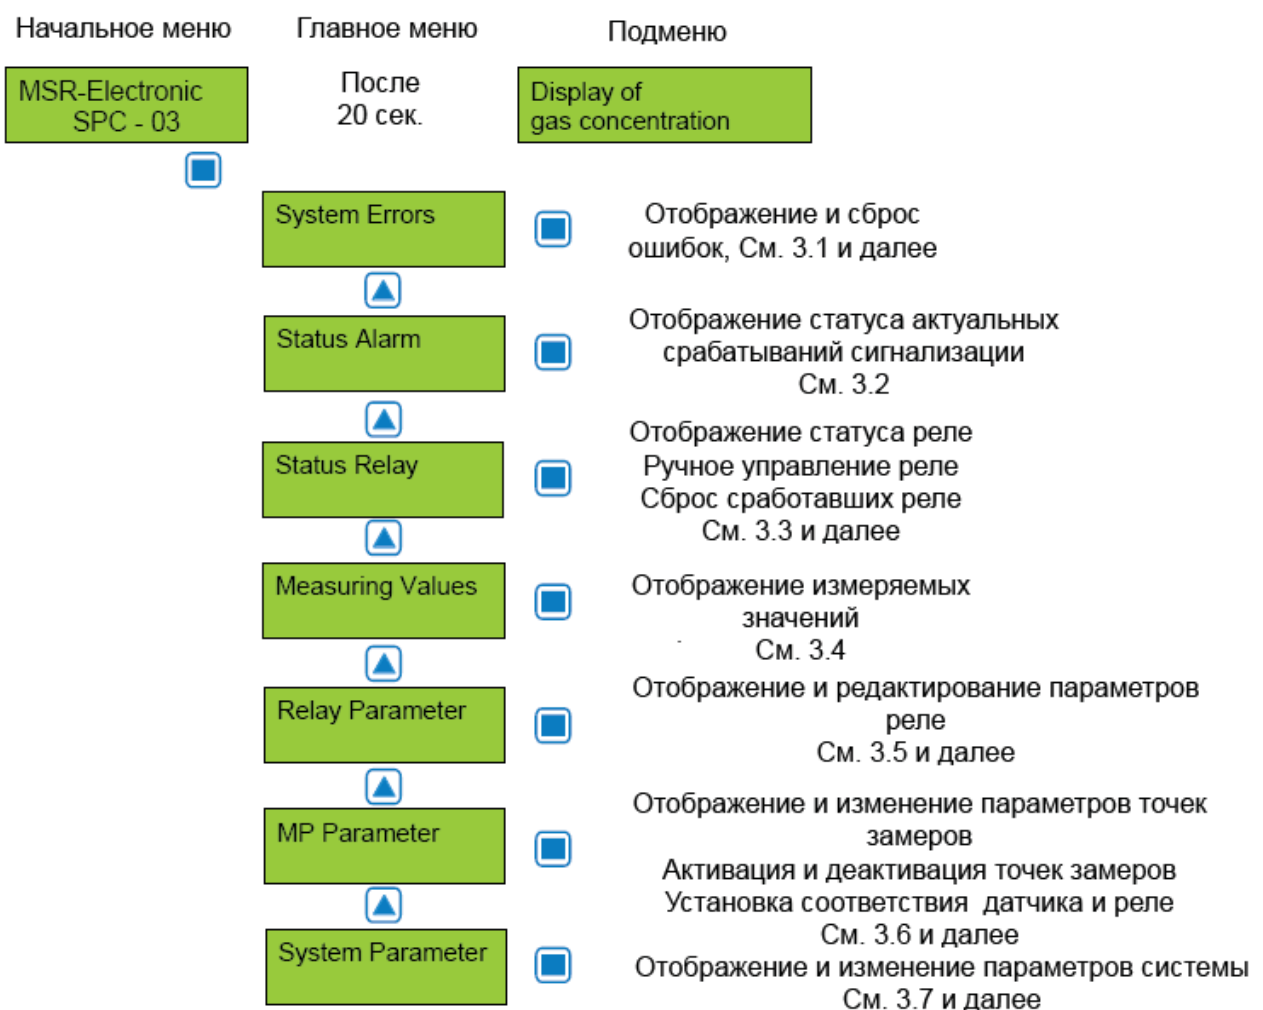 Начальное меню
Главное меню
Подменю
MSR-Electronic
SPC - 03
После
20 сек.
Display of
gas concentration
System Errors
Отображение и сброс
ошибок, См. 3.1 и далее
Status Alarm
Отображение статуса актуальных
срабатываний сигнализации
См. 3.2
Status Relay
Отображение статуса реле
Ручное управление реле
Сброс сработавших реле
См. 3.3 и далее
Measuring Values
Отображение измеряемых
значений
См. 3.4
Relay Parameter
Отображение и редактирование параметров
реле
См. 3.5 и далее
MP Parameter
Отображение и изменение параметров точек
замеров
Активация и деактивация точек замеров
Установка соответствия датчика и реле
См. 3.6 и далее
System Parameter
Отображение и изменение параметров системы
См. 3.7 и далее